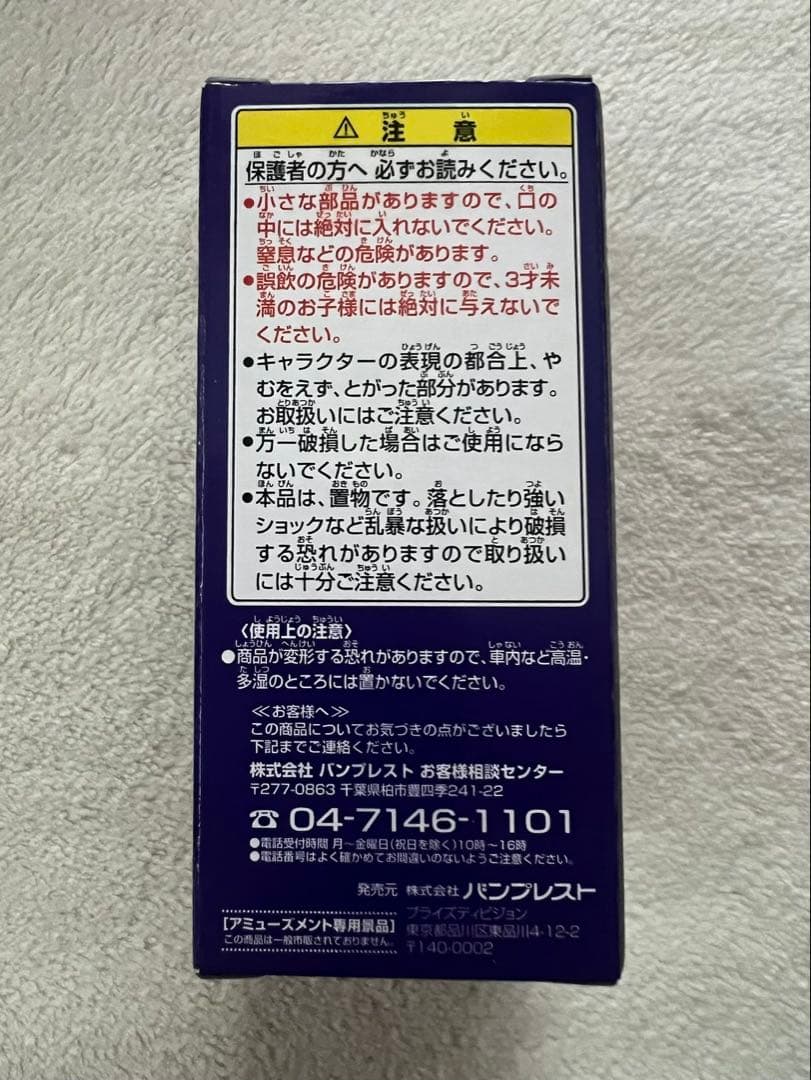 ⚠ 注意
保護者の方へ 必ずお読みください。
●小さな部品がありますので、口の
中には絶対に入れないでください。
窒息などの危険があります。
●誤飲の危険がありますので、3才未
満のお子様には絶対に与えないで
ください。
●キャラクターの表現の都合上、や
むをえず、とがった部分があります。
お取扱いにはご注意ください。
●万一破損した場合はご使用になら
ないでください。
●本品は、置物です。落としたり強い
ショックなど乱暴な扱いにより破損
する恐れがありますので取り扱い
には十分ご注意ください。
〈使用上の注意〉
●商品が変形する恐れがありますので、車内など高温・
多湿のところには置かないでください。
≪お客様へ≫
この商品についてお気づきの点がございましたら
下記までご連絡ください。
株式会社 バンプレスト お客様相談センター
〒277-0863 千葉県柏市豊四季241-22
☎ 04-7146-1101
●電話受付時間 月～金曜日(祝日を除く)10時～16時
●電話番号はよく確かめてお間違いのないようご注意ください。
発売元 株式会社 バンプレスト
プライズディビジョン
東京都品川区東品川4-12-2
〒140-0002
[アミューズメント専用景品]
この商品は一般市販されておりません。